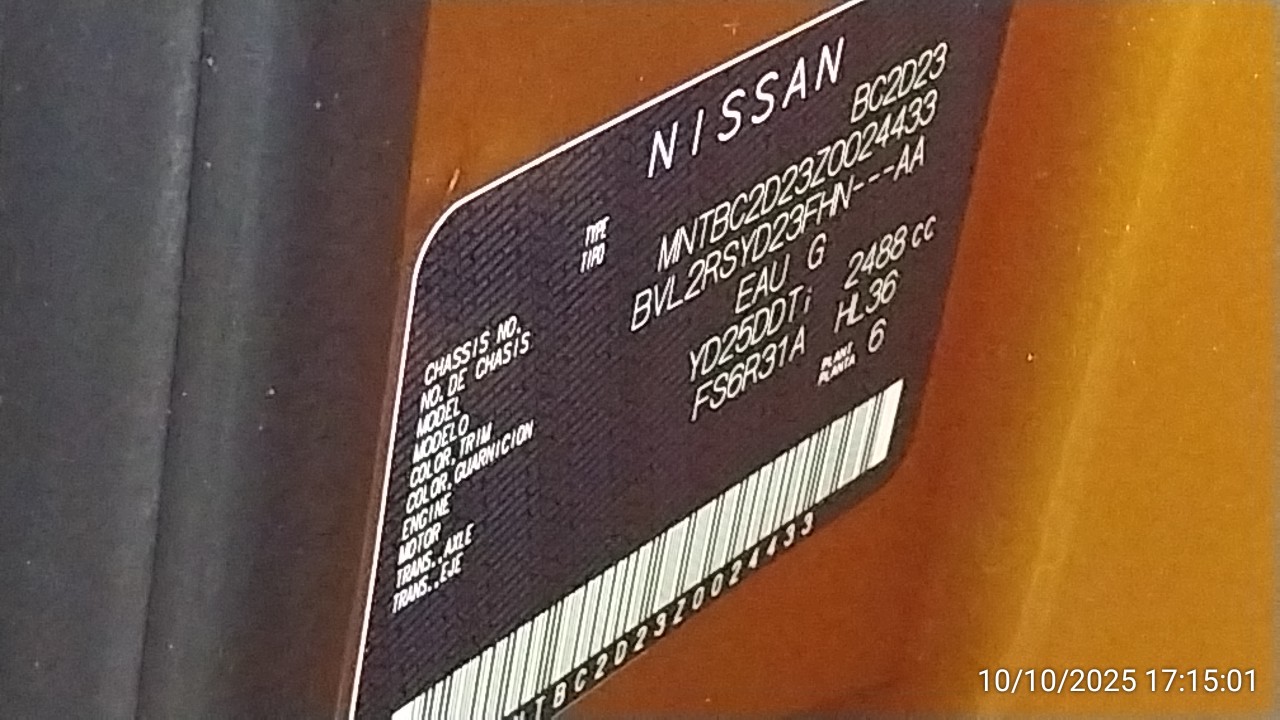 NISSAN
TYPE
TIPO
BC2D23
CHASSIS NO.
NO. DE CHASIS
MNTBC2D23Z0024433
MODEL
MODELO
BVL2RSYD23FHN---AA
COLOR, TRIM
COLOR, GUARNICION
EAU G
ENGINE
MOTOR
YD25DDTi 2488 cc
TRANS., AXLE
TRANS., EJE
FS6R31A HL36
PLANT
PLANTA
6
NTBC2D23Z0024433
10/10/2025 17:15:01